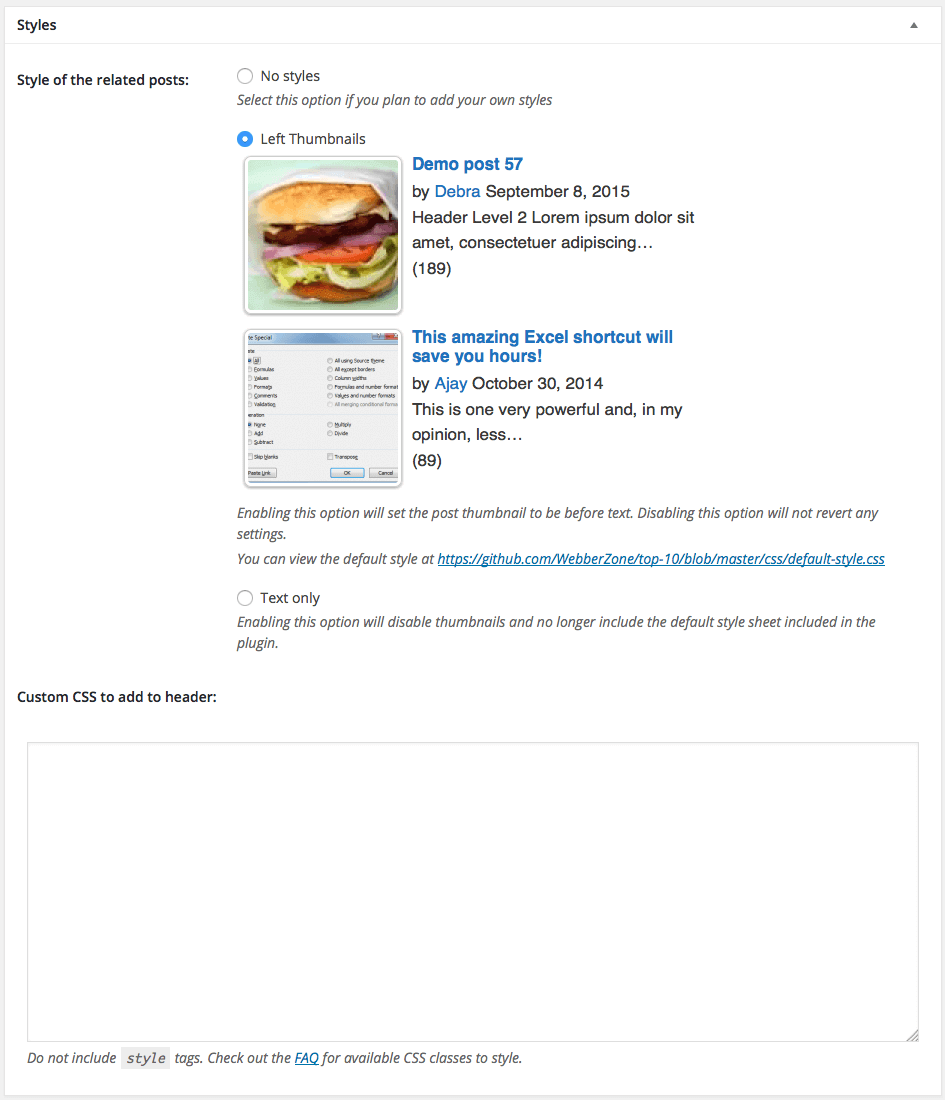 Styles
Style of the related posts:
No styles
Select this option if you plan to add your own styles
Left Thumbnails
Demo post 57
by Debra September 8, 2015
Header Level 2 Lorem ipsum dolor sit
amet, consectetuer adipiscing…
(189)
te Special
All
All using Source theme
Formulas
All except borders
Values
Column widths
Formats
Formulas and number format
Comments
Values and number formats
Validation
All merging conditional forma
None
Multiply
Add
Divide
Subtract
Skip blanks
Transpose
Paste Link
OK
Cancel
This amazing Excel shortcut will
save you hours!
by Ajay October 30, 2014
This is one very powerful and, in my
opinion, less…
(89)
Enabling this option will set the post thumbnail to be before text. Disabling this option will not revert any
settings.
You can view the default style at https://github.com/WebberZone/top-10/blob/master/css/default-style.css
Text only
Enabling this option will disable thumbnails and no longer include the default style sheet included in the
plugin.
Custom CSS to add to header:
Do not include style tags. Check out the FAQ for available CSS classes to style.